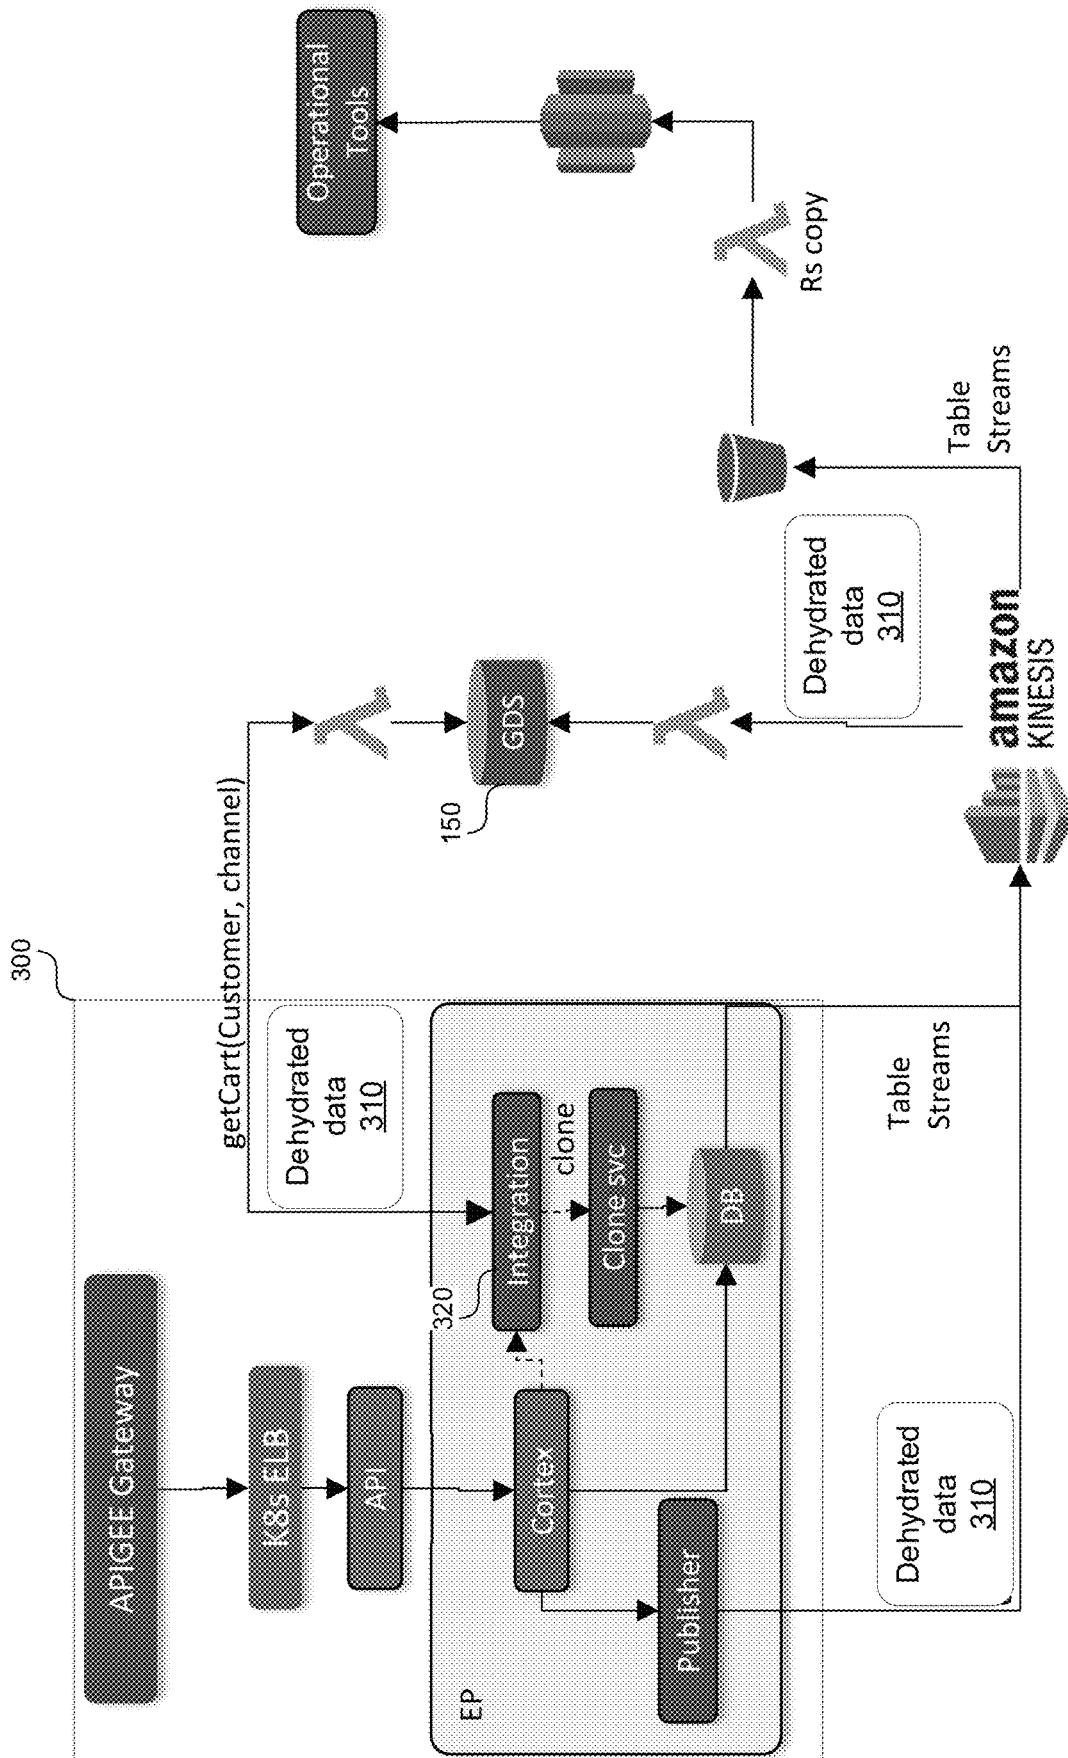 300
APIGEE Gateway
K8s ELB
API
getCart(Customer, channel)
Dehydrated
data
310
EP
Cortex
320
Integration
clone
Clone svc
DB
Publisher
Dehydrated
data
310
Table
Streams
150
GDS
Dehydrated
data
310
amazon
KINESIS
Table
Streams
Rs copy
Operational
Tools